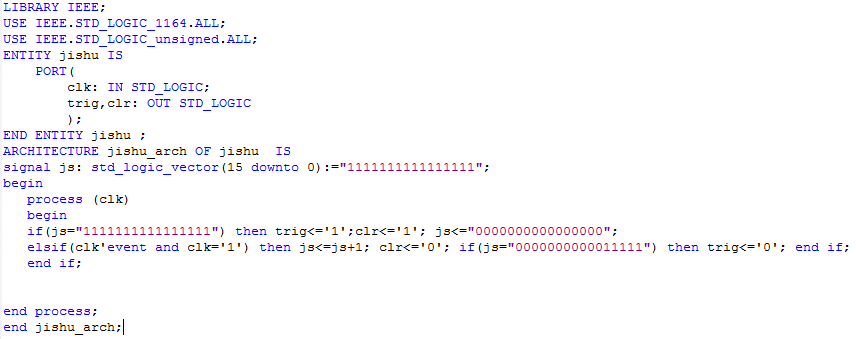 LIBRARY IEEE;
USE IEEE.STD_LOGIC_1164.ALL;
USE IEEE.STD_LOGIC_unsigned.ALL;
ENTITY jishu IS
    PORT(
        clk: IN STD_LOGIC;
        trig,clr: OUT STD_LOGIC
        );
END ENTITY jishu ;
ARCHITECTURE jishu_arch OF jishu  IS
signal js: std_logic_vector(15 downto 0):="1111111111111111";
begin
   process (clk)
   begin
   if(js="1111111111111111") then trig<='1';clr<='1'; js<="0000000000000000";
   elsif(clk'event and clk='1') then js<=js+1; clr<='0'; if(js="0000000000011111") then trig<='0'; end if;
   end if;
end process;
end jishu_arch;